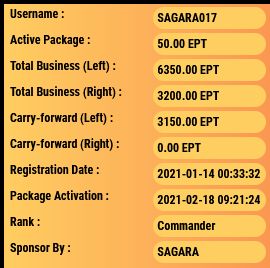 Username : SAGARA017
Active Package : 50.00 EPT
Total Business (Left) : 6350.00 EPT
Total Business (Right) : 3200.00 EPT
Carry-forward (Left) : 3150.00 EPT
Carry-forward (Right) : 0.00 EPT
Registration Date : 2021-01-14 00:33:32
Package Activation : 2021-02-18 09:21:24
Rank : Commander
Sponsor By : SAGARA